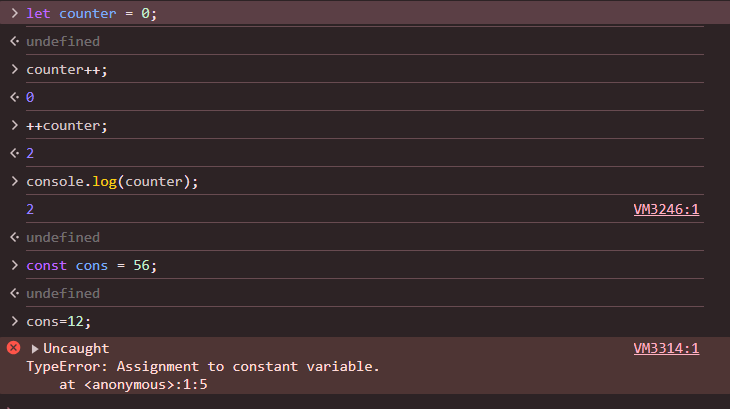 let counter = 0;
undefined
counter++;
0
++counter;
2
console.log(counter);
2 VM3246:1
undefined
const cons = 56;
undefined
cons=12;
Uncaught VM3314:1
TypeError: Assignment to constant variable.
    at <anonymous>:1:5